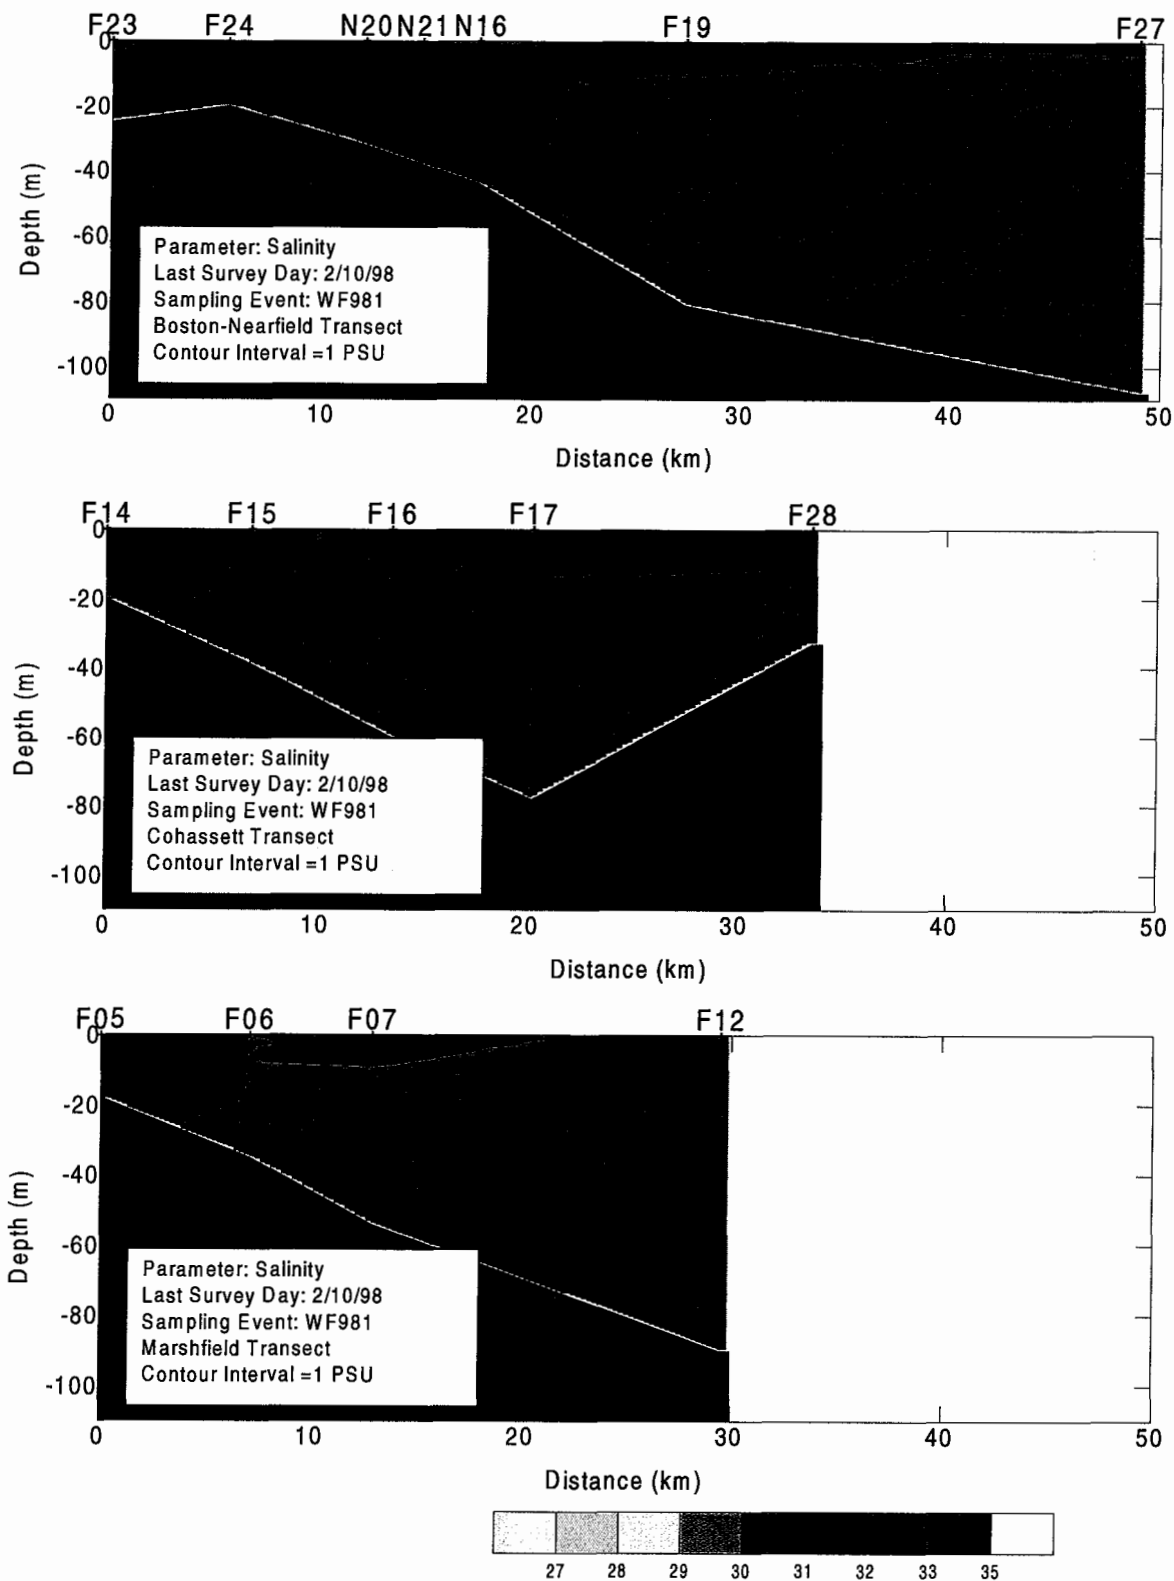 F23 F24 N20 N21 N16 F19 F27
0
-20
-40
-60
-80
-100
Depth (m)
Parameter: Salinity
Last Survey Day: 2/10/98
Sampling Event: WF981
Boston-Nearfield Transect
Contour Interval =1 PSU
0 10 20 30 40 50
Distance (km)
F14 F15 F16 F17 F28
0
-20
-40
-60
-80
-100
Depth (m)
Parameter: Salinity
Last Survey Day: 2/10/98
Sampling Event: WF981
Cohassett Transect
Contour Interval =1 PSU
0 10 20 30 40 50
Distance (km)
F05 F06 F07 F12
0
-20
-40
-60
-80
-100
Depth (m)
Parameter: Salinity
Last Survey Day: 2/10/98
Sampling Event: WF981
Marshfield Transect
Contour Interval =1 PSU
0 10 20 30 40 50
Distance (km)
27 28 29 30 31 32 33 35